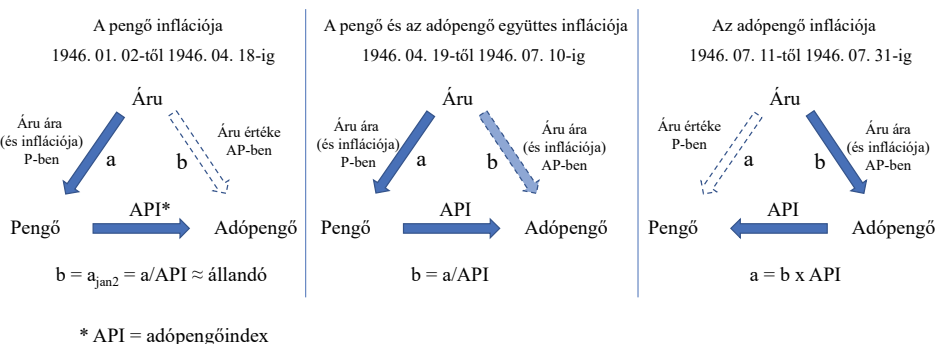 A pengő inflációja
1946. 01. 02-től 1946. 04. 18-ig
Áru
Áru ára
(és inflációja)
P-ben
a
b
Áru értéke
AP-ben
Pengő
API*
Adópengő
b = ajan2 = a/API ≈ állandó
A pengő és az adópengő együttes inflációja
1946. 04. 19-től 1946. 07. 10-ig
Áru
Áru ára
(és inflációja)
P-ben
a
b
Áru ára
(és inflációja)
AP-ben
Pengő
API
Adópengő
b = a/API
Az adópengő inflációja
1946. 07. 11-től 1946. 07. 31-ig
Áru
Áru értéke
P-ben
a
b
Áru ára
(és inflációja)
AP-ben
Pengő
API
Adópengő
a = b x API
* API = adópengőindex